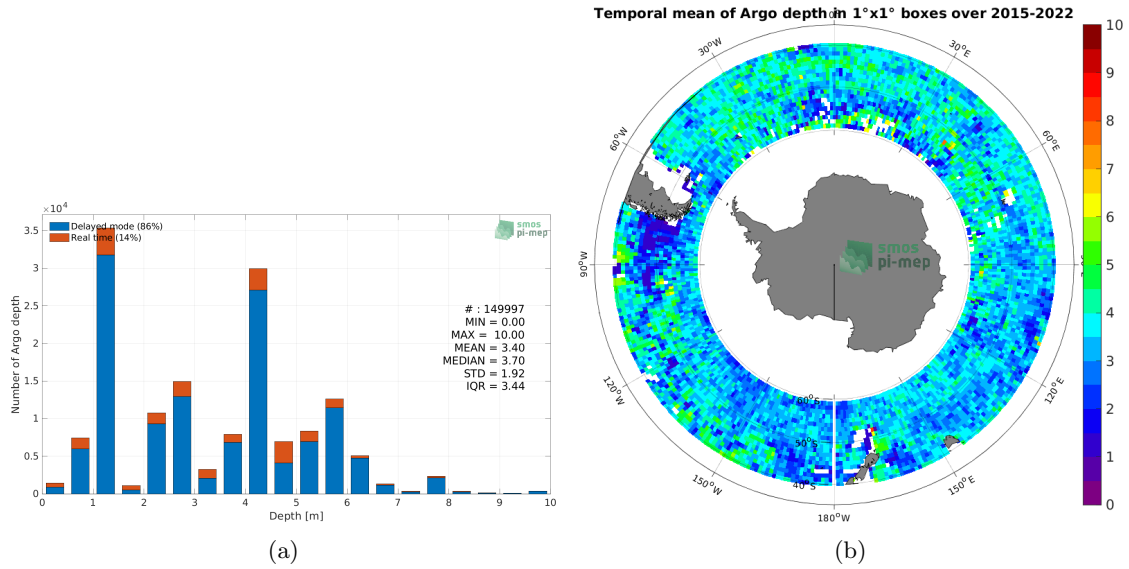 Temporal mean of Argo depth in 1°x1° boxes over 2015-2022
×10⁴
Delayed mode (86%)
Real time (14%)
smos
pi-mep
# : 149997
MIN = 0.00
MAX = 10.00
MEAN = 3.40
MEDIAN = 3.70
STD = 1.92
IQR = 3.44
Number of Argo depth
3.5
3
2.5
2
1.5
1
0.5
0
0 1 2 3 4 5 6 7 8 9 10
Depth [m]
(a)
30°W
30°E
60°W
60°E
90°W
120°W
120°E
150°W
150°E
180°W
60°S
50°S
40°S
smos
pi-mep
10
9
8
7
6
5
4
3
2
1
0
(b)